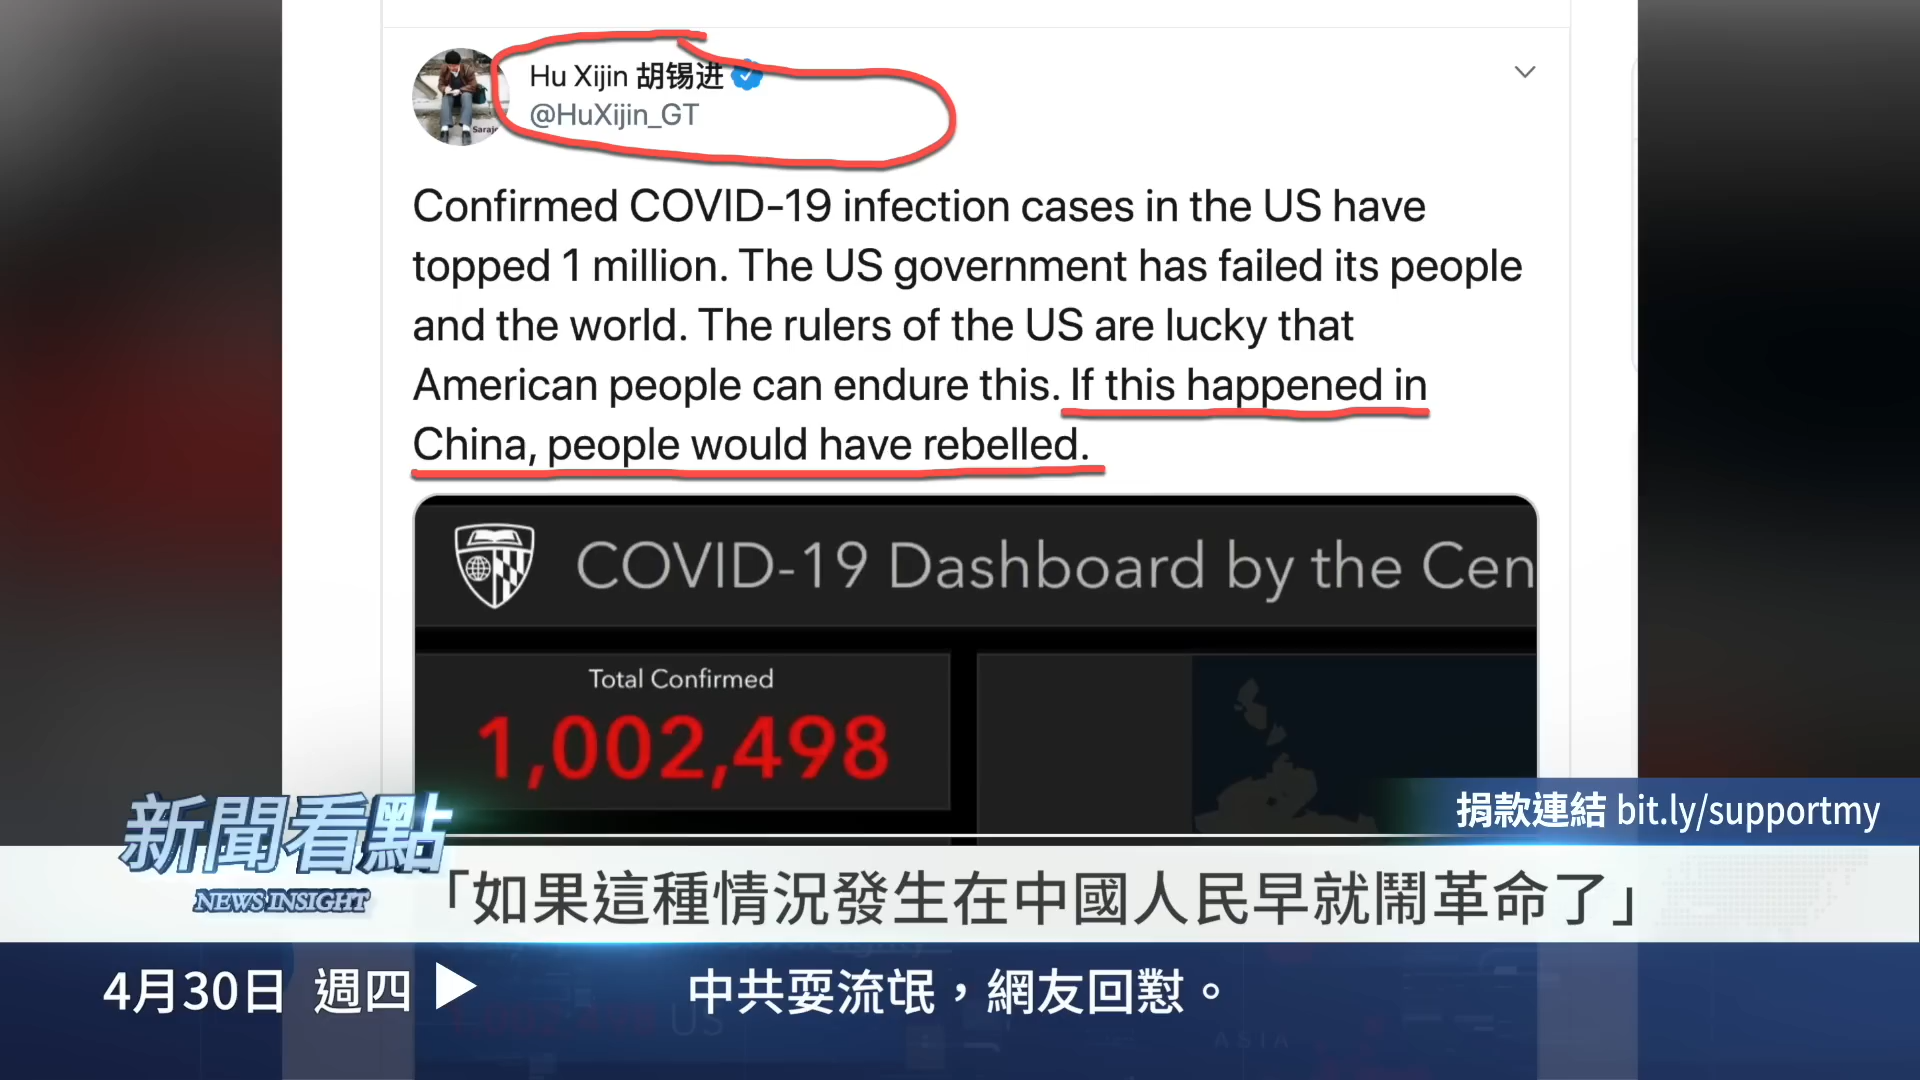 Hu Xijin 胡锡进
@HuXijin_GT
Confirmed COVID-19 infection cases in the US have
topped 1 million. The US government has failed its people
and the world. The rulers of the US are lucky that
American people can endure this. If this happened in
China, people would have rebelled.
COVID-19 Dashboard by the Cen
Total Confirmed
1,002,498
捐款連結 bit.ly/supportmy
新聞看點
NEWS INSIGHT
「如果這種情況發生在中國人民早就鬧革命了」
4月30日 週四
中共耍流氓，網友回懟。
US
ASIA